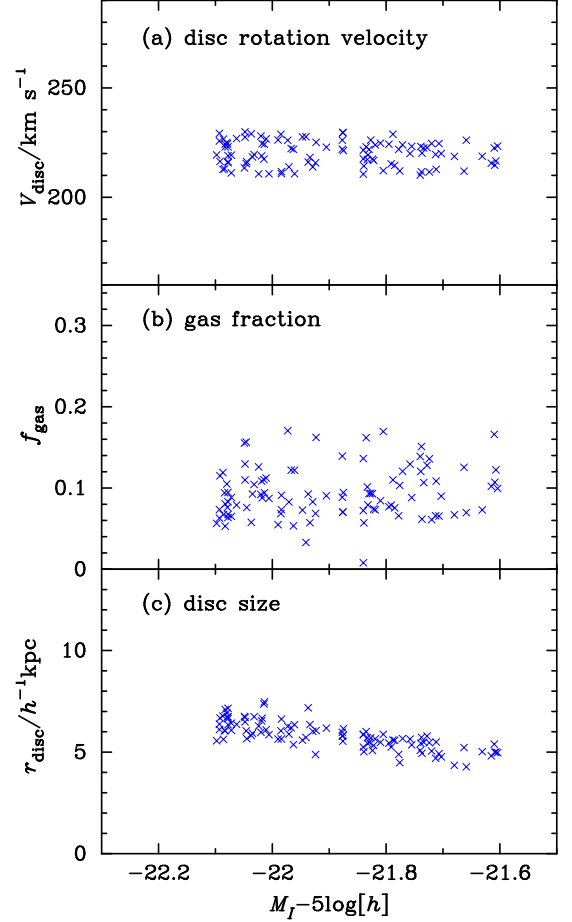 (a) disc rotation velocity
250
200
V_disc/km s⁻¹
(b) gas fraction
0.3
0.2
0.1
0
f_gas
(c) disc size
10
5
0
r_disc/h⁻¹kpc
−22.2 −22 −21.8 −21.6
M_I−5log[h]